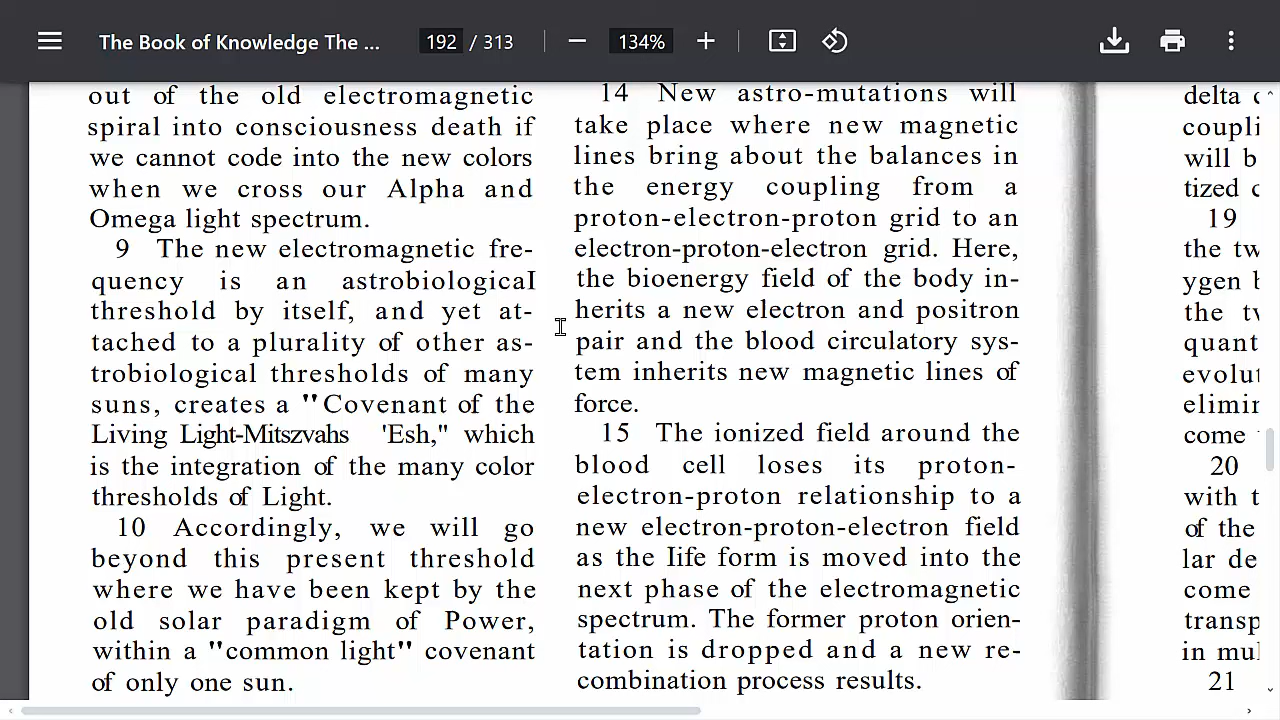 The Book of Knowledge The ...
192 / 313
134%
out of the old electromagnetic
spiral into consciousness death if
we cannot code into the new colors
when we cross our Alpha and
Omega light spectrum.
9 The new electromagnetic fre-
quency is an astrobiological
threshold by itself, and yet at-
tached to a plurality of other as-
trobiological thresholds of many
suns, creates a "Covenant of the
Living Light-Mitszvahs 'Esh," which
is the integration of the many color
thresholds of Light.
10 Accordingly, we will go
beyond this present threshold
where we have been kept by the
old solar paradigm of Power,
within a "common light" covenant
of only one sun.
14 New astro-mutations will
take place where new magnetic
lines bring about the balances in
the energy coupling from a
proton-electron-proton grid to an
electron-proton-electron grid. Here,
the bioenergy field of the body in-
herits a new electron and positron
pair and the blood circulatory sys-
tem inherits new magnetic lines of
force.
15 The ionized field around the
blood cell loses its proton-
electron-proton relationship to a
new electron-proton-electron field
as the life form is moved into the
next phase of the electromagnetic
spectrum. The former proton orien-
tation is dropped and a new re-
combination process results.
delta
coupli
will b
tized
19
the tw
ygen
the tv
quant
evolut
elimir
come
20
with t
of the
lar de
come
transp
in mul
21